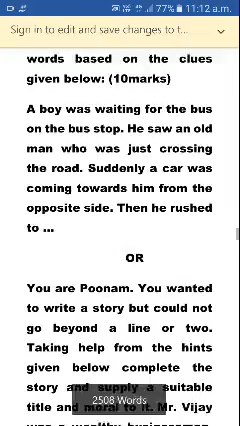 77% 11:12 a.m.
Sign in to edit and save changes to t...
words based on the clues
given below: (10marks)
A boy was waiting for the bus
on the bus stop. He saw an old
man who was just crossing
the road. Suddenly a car was
coming towards him from the
opposite side. Then he rushed
to ...
OR
You are Poonam. You wanted
to write a story but could not
go beyond a line or two.
Taking help from the hints
given below complete the
story and supply a suitable
title and moral to it. Mr. Vijay
2508 Words
was a wealthy businessman,